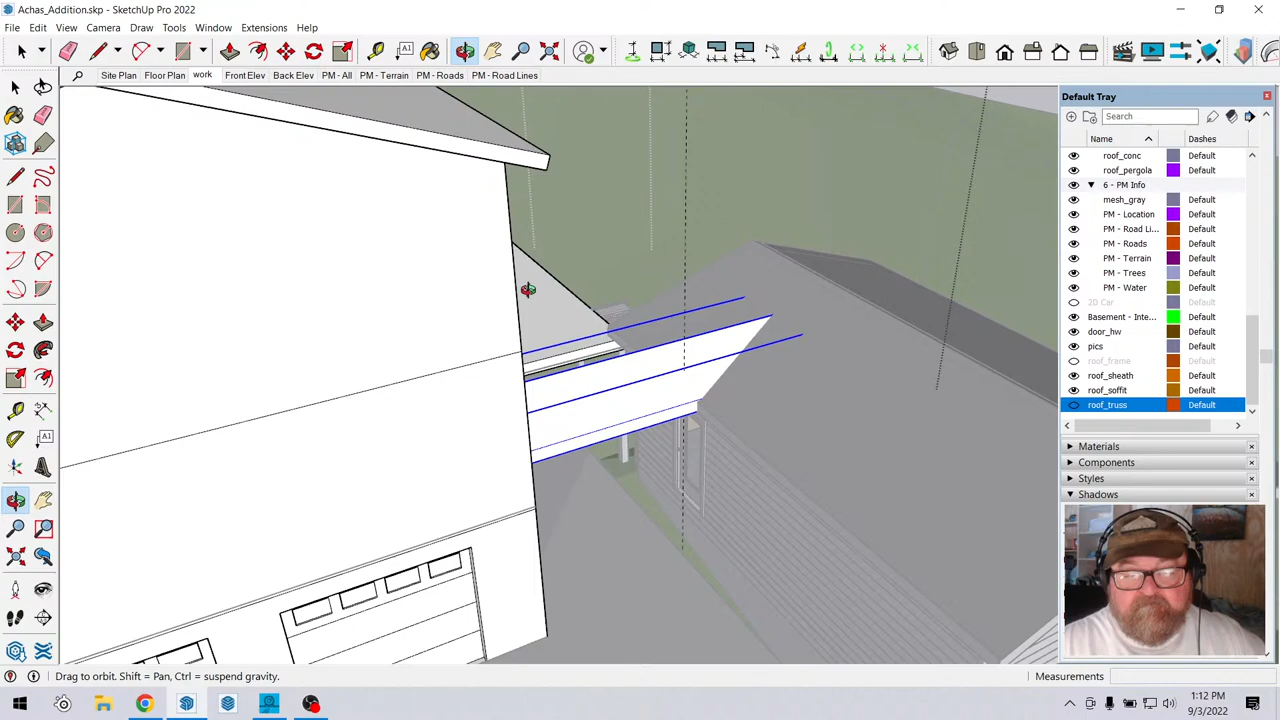 Achas_Addition.skp - SketchUp Pro 2022
File Edit View Camera Draw Tools Window Extensions Help
Site Plan Floor Plan work Front Elev Back Elev PM - All PM - Terrain PM - Roads PM - Road Lines
Default Tray
Search
Name Dashes
roof_conc Default
roof_pergola Default
6 - PM Info
mesh_gray Default
PM - Location Default
PM - Road Li... Default
PM - Roads Default
PM - Terrain Default
PM - Trees Default
PM - Water Default
2D Car Default
Basement - Inte... Default
door_hw Default
pics Default
roof_frame Default
roof_sheath Default
roof_soffit Default
roof_truss Default
Materials
Components
Styles
Shadows
Drag to orbit. Shift = Pan, Ctrl = suspend gravity.
Measurements
1:12 PM
9/3/2022